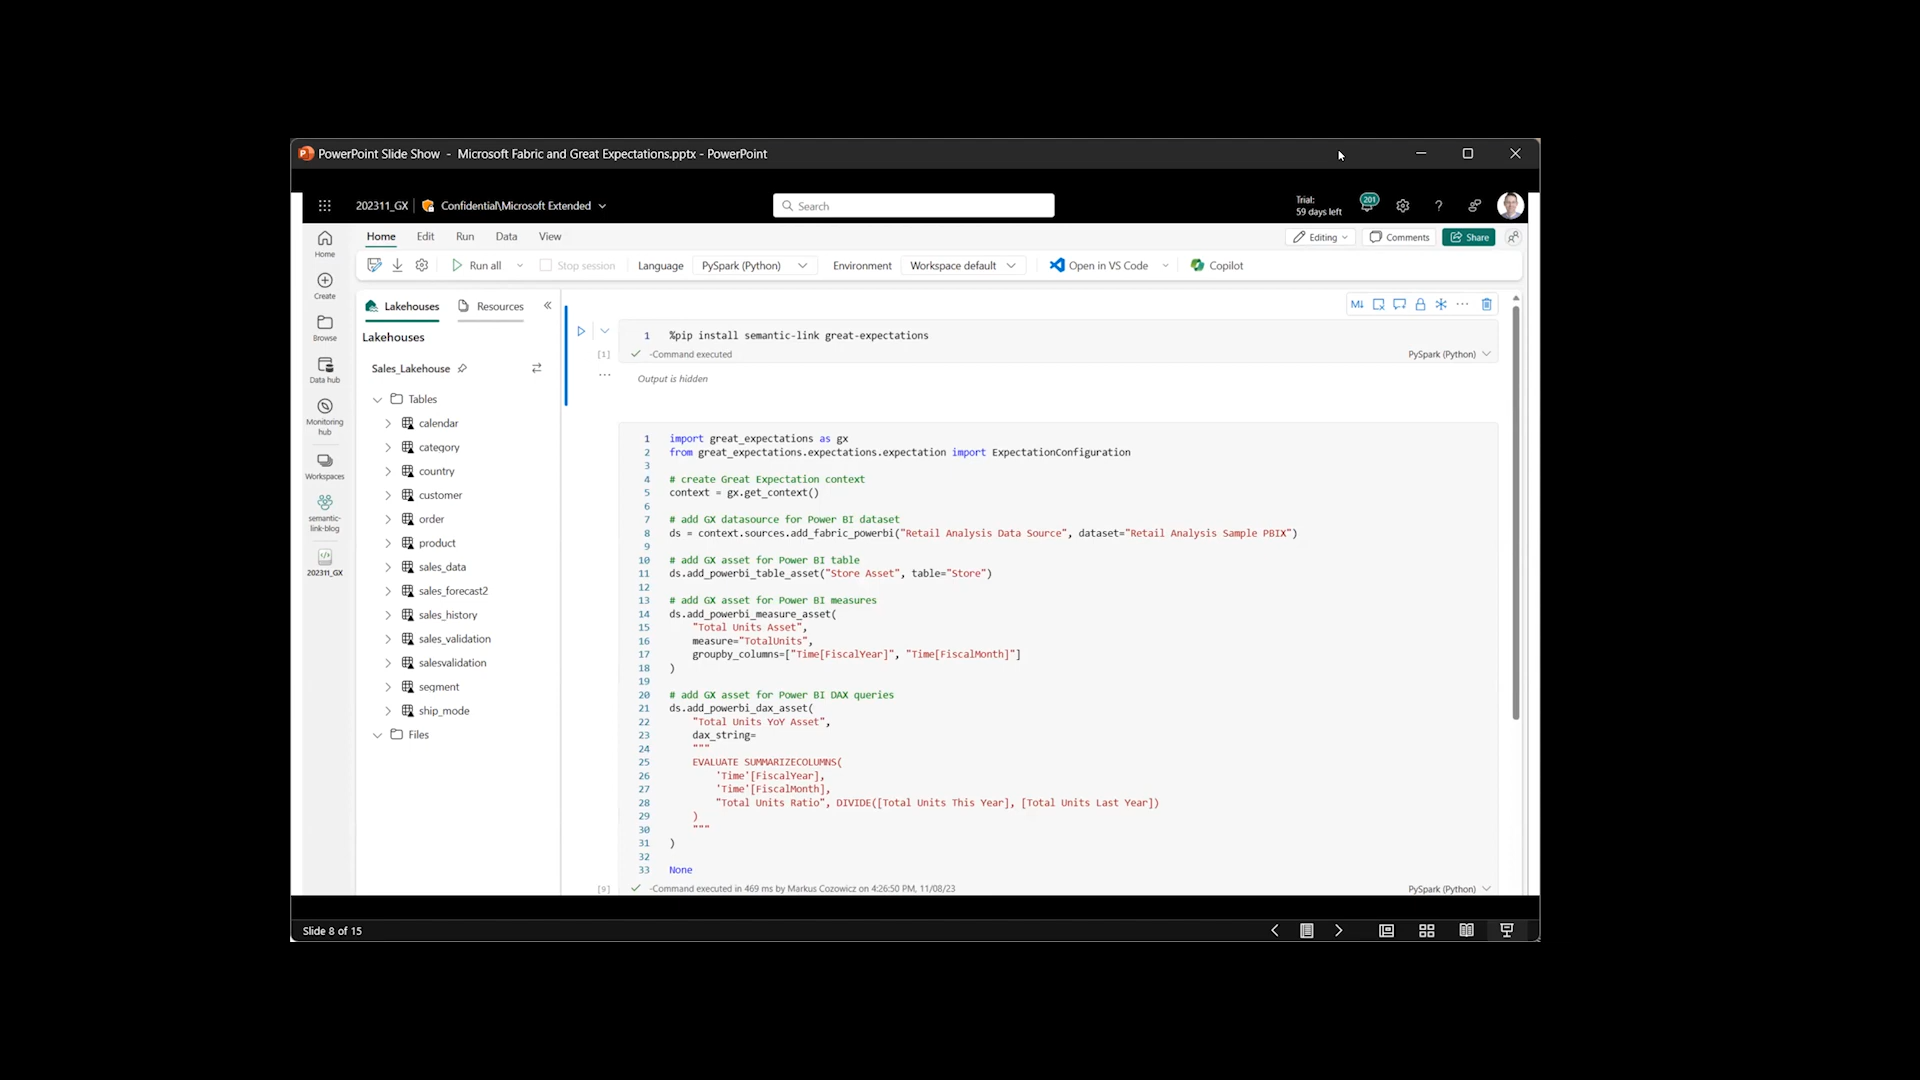 PowerPoint Slide Show - Microsoft Fabric and Great Expectations.pptx - PowerPoint
202311_GX
Confidential\Microsoft Extended
Search
Trial:
59 days left
201
Home Edit Run Data View
Editing Comments Share
Run all Stop session Language PySpark (Python) Environment Workspace default Open in VS Code Copilot
Home
Create
Browse
Data hub
Monitoring
hub
Workspaces
semantic-
link-blog
202311_GX
Lakehouses Resources
Lakehouses
Sales_Lakehouse
Tables
calendar
category
country
customer
order
product
sales_data
sales_forecast2
sales_history
sales_validation
salesvalidation
segment
ship_mode
Files
M↓
1 %pip install semantic-link great-expectations
[1] -Command executed PySpark (Python)
Output is hidden
1 import great_expectations as gx
2 from great_expectations.expectations.expectation import ExpectationConfiguration
3
4 # create Great Expectation context
5 context = gx.get_context()
6
7 # add GX datasource for Power BI dataset
8 ds = context.sources.add_fabric_powerbi("Retail Analysis Data Source", dataset="Retail Analysis Sample PBIX")
9
10 # add GX asset for Power BI table
11 ds.add_powerbi_table_asset("Store Asset", table="Store")
12
13 # add GX asset for Power BI measures
14 ds.add_powerbi_measure_asset(
15 "Total Units Asset",
16 measure="TotalUnits",
17 groupby_columns=["Time[FiscalYear]", "Time[FiscalMonth]"]
18 )
19
20 # add GX asset for Power BI DAX queries
21 ds.add_powerbi_dax_asset(
22 "Total Units YoY Asset",
23 dax_string=
24 """
25 EVALUATE SUMMARIZECOLUMNS(
26 'Time'[FiscalYear],
27 'Time'[FiscalMonth],
28 "Total Units Ratio", DIVIDE([Total Units This Year], [Total Units Last Year])
29 )
30 """
31 )
32
33 None
[9] -Command executed in 469 ms by Markus Cozowicz on 4:26:50 PM, 11/08/23 PySpark (Python)
Slide 8 of 15